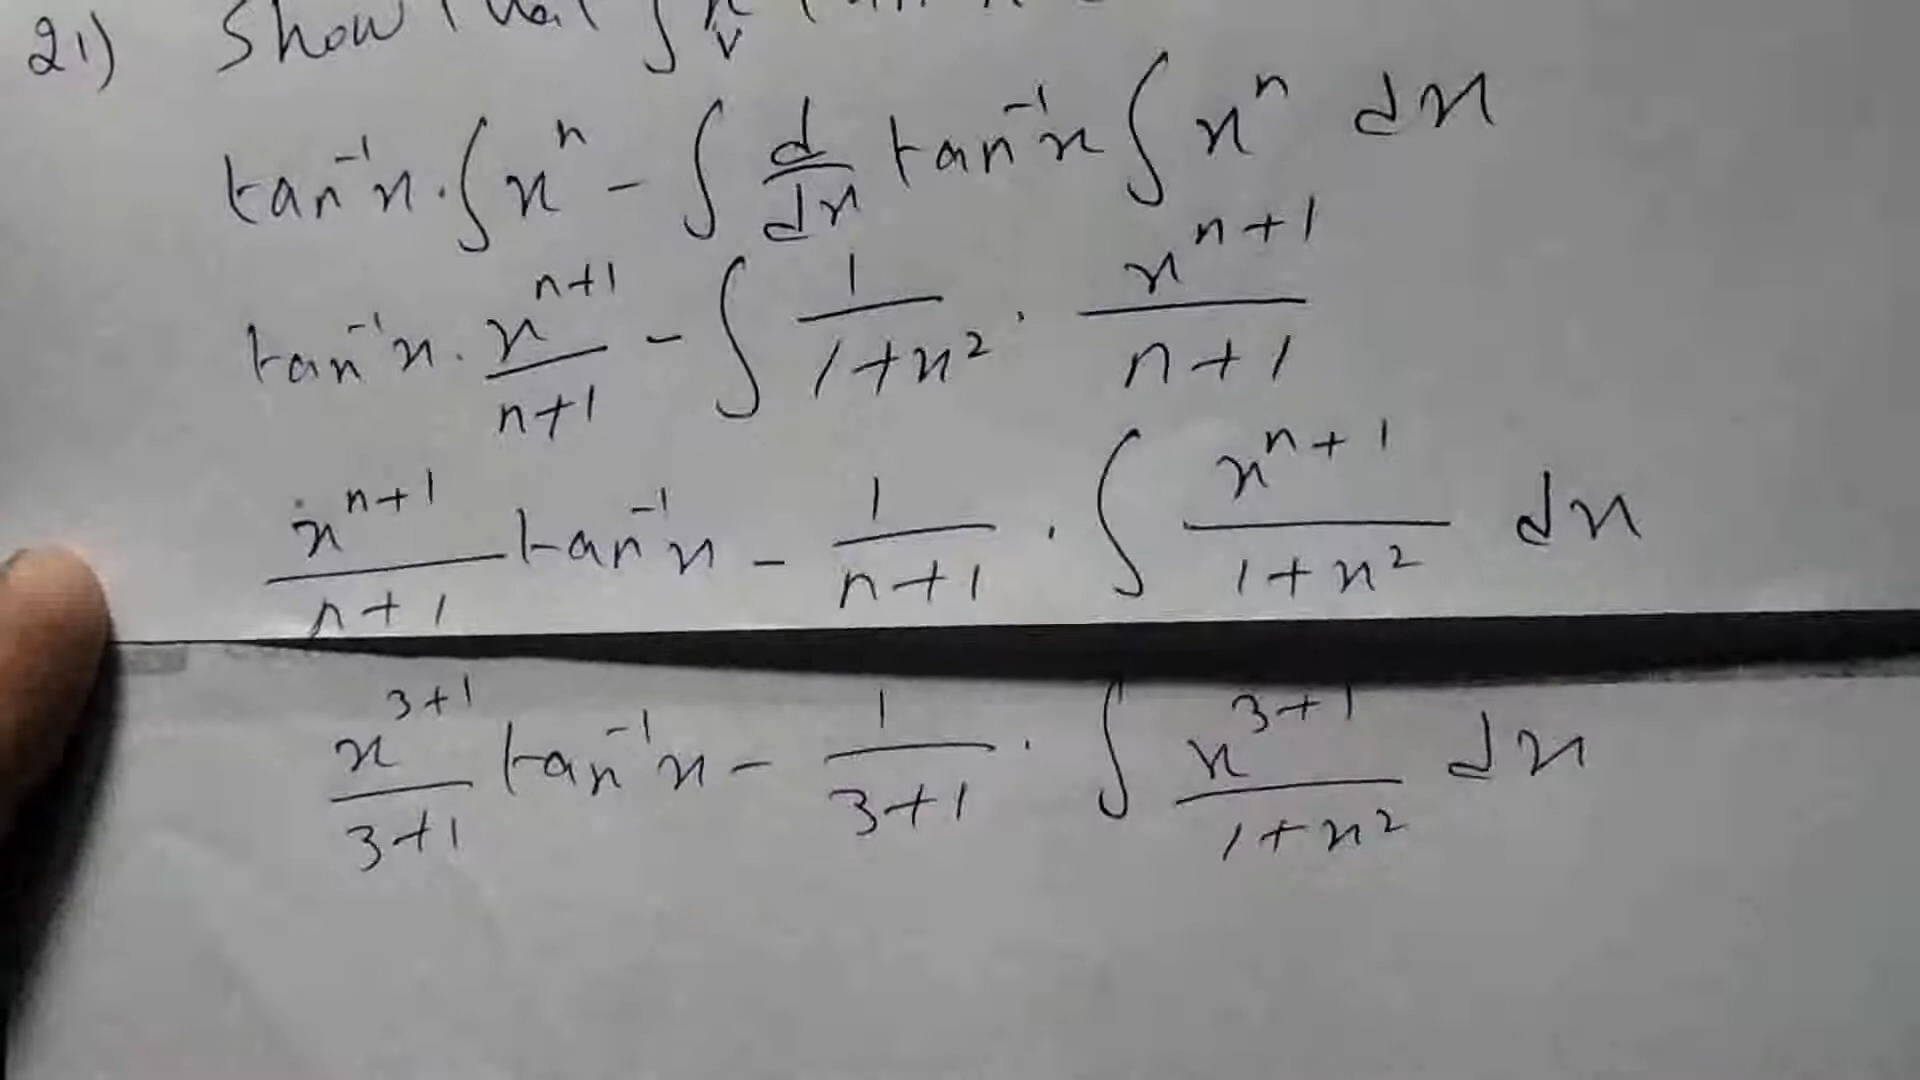 21) Show that ∫ x
tan⁻¹x · ∫ xⁿ - ∫ d/dx tan⁻¹x ∫ xⁿ dx
tan⁻¹x · xⁿ⁺¹/n+1 - ∫ 1/1+x² · xⁿ⁺¹/n+1
xⁿ⁺¹/n+1 tan⁻¹x - 1/n+1 · ∫ xⁿ⁺¹/1+x² dx
x³⁺¹/3+1 tan⁻¹x - 1/3+1 · ∫ x³⁺¹/1+x² dx